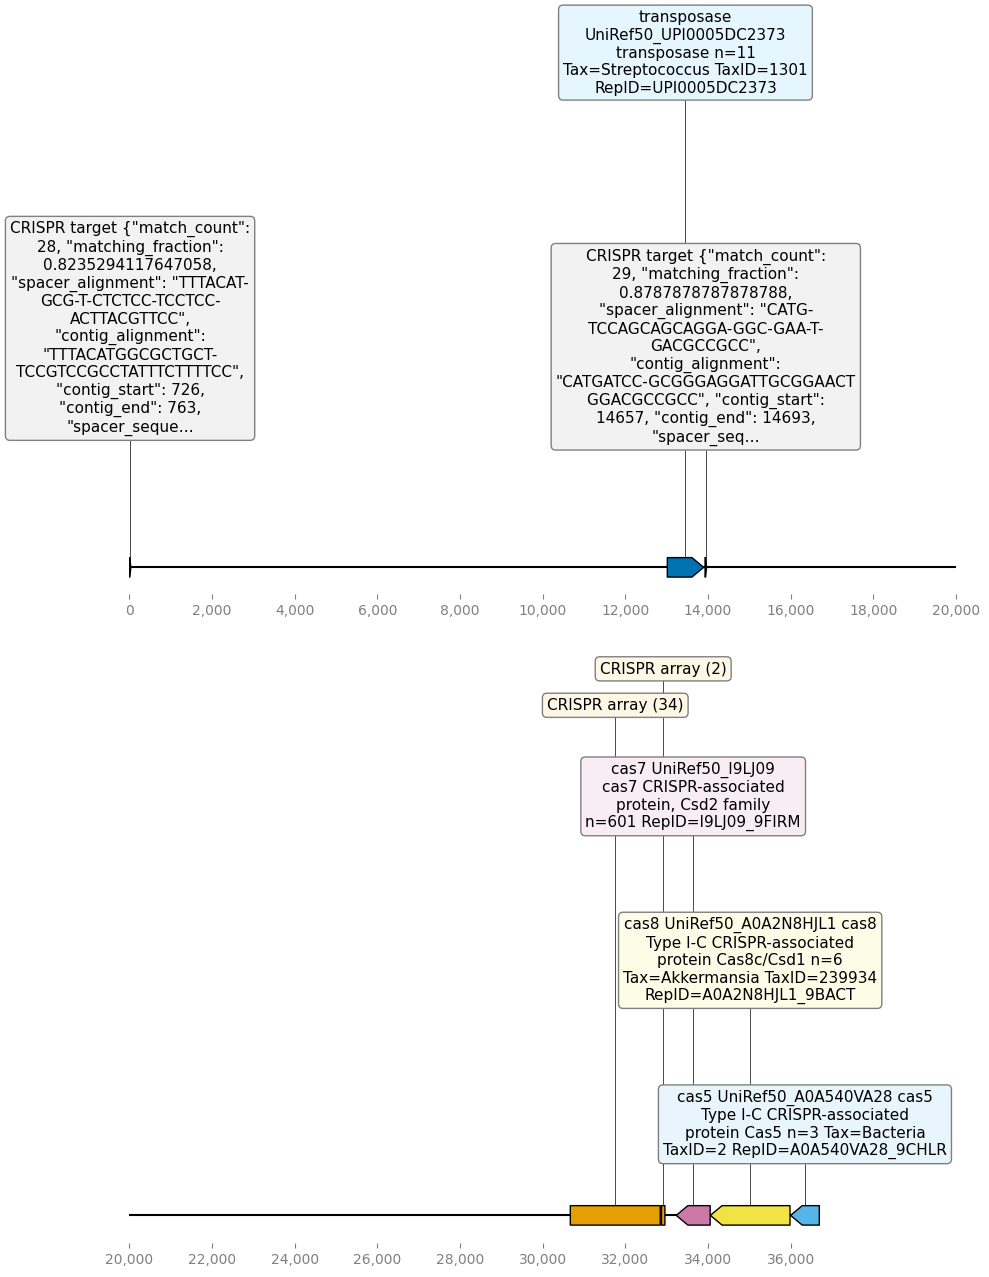 transposase
UniRef50_UPI0005DC2373
transposase n=11
Tax=Streptococcus TaxID=1301
RepID=UPI0005DC2373
CRISPR target {"match_count":
28, "matching_fraction":
0.8235294117647058,
"spacer_alignment": "TTTACAT-
GCG-T-CTCTCC-TCCTCC-
ACTTACGTTCC",
"contig_alignment":
"TTTACATGGCGCTGCT-
TCCGTCCGCCTATTTCTTTTCC",
"contig_start": 726,
"contig_end": 763,
"spacer_seque...
CRISPR target {"match_count":
29, "matching_fraction":
0.8787878787878788,
"spacer_alignment": "CATG-
TCCAGCAGCAGGA-GGC-GAA-T-
GACGCCGCC",
"contig_alignment":
"CATGATCC-GCGGGAGGATTGCGGAACT
GGACGCCGCC", "contig_start":
14657, "contig_end": 14693,
"spacer_seq...
0 2,000 4,000 6,000 8,000 10,000 12,000 14,000 16,000 18,000 20,000
CRISPR array (2)
CRISPR array (34)
cas7 UniRef50_I9LJ09
cas7 CRISPR-associated
protein, Csd2 family
n=601 RepID=I9LJ09_9FIRM
cas8 UniRef50_A0A2N8HJL1 cas8
Type I-C CRISPR-associated
protein Cas8c/Csd1 n=6
Tax=Akkermansia TaxID=239934
RepID=A0A2N8HJL1_9BACT
cas5 UniRef50_A0A540VA28 cas5
Type I-C CRISPR-associated
protein Cas5 n=3 Tax=Bacteria
TaxID=2 RepID=A0A540VA28_9CHLR
20,000 22,000 24,000 26,000 28,000 30,000 32,000 34,000 36,000